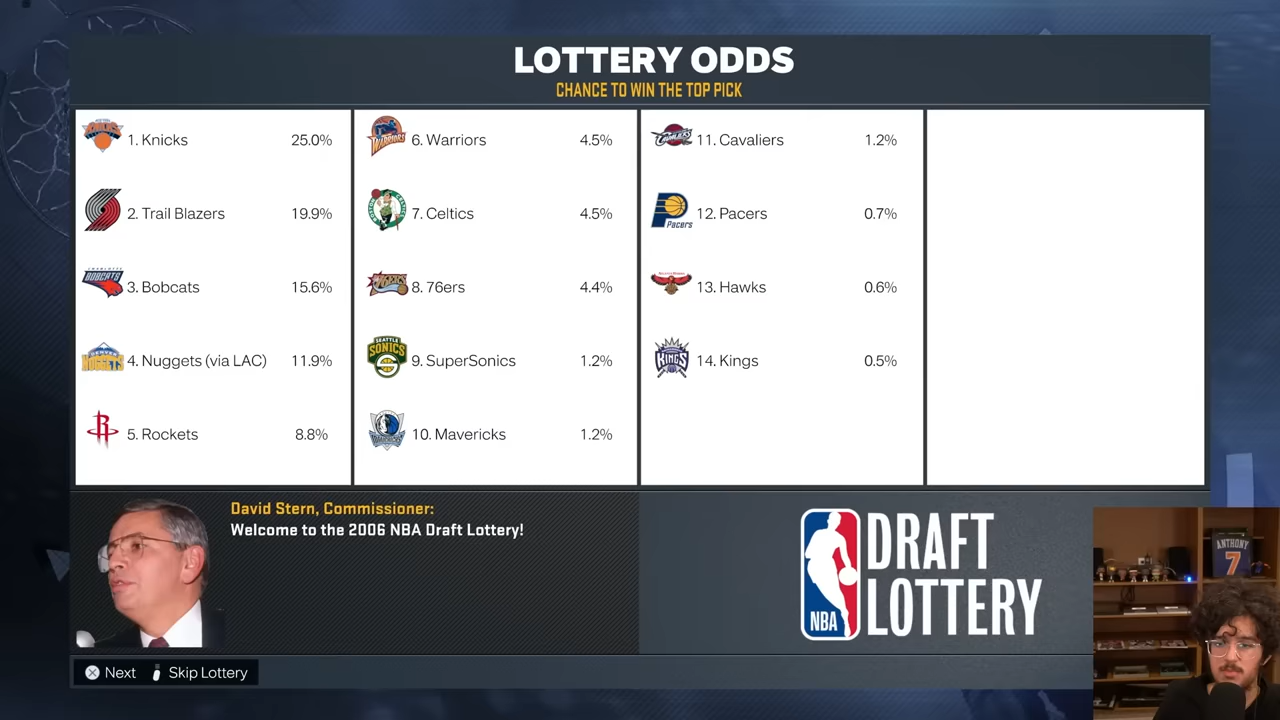 LOTTERY ODDS
CHANCE TO WIN THE TOP PICK
1. Knicks 25.0%
2. Trail Blazers 19.9%
3. Bobcats 15.6%
4. Nuggets (via LAC) 11.9%
5. Rockets 8.8%
6. Warriors 4.5%
7. Celtics 4.5%
8. 76ers 4.4%
9. SuperSonics 1.2%
10. Mavericks 1.2%
11. Cavaliers 1.2%
12. Pacers 0.7%
13. Hawks 0.6%
14. Kings 0.5%
David Stern, Commissioner:
Welcome to the 2006 NBA Draft Lottery!
NBA
DRAFT
LOTTERY
ANTHONY
7
Next
Skip Lottery